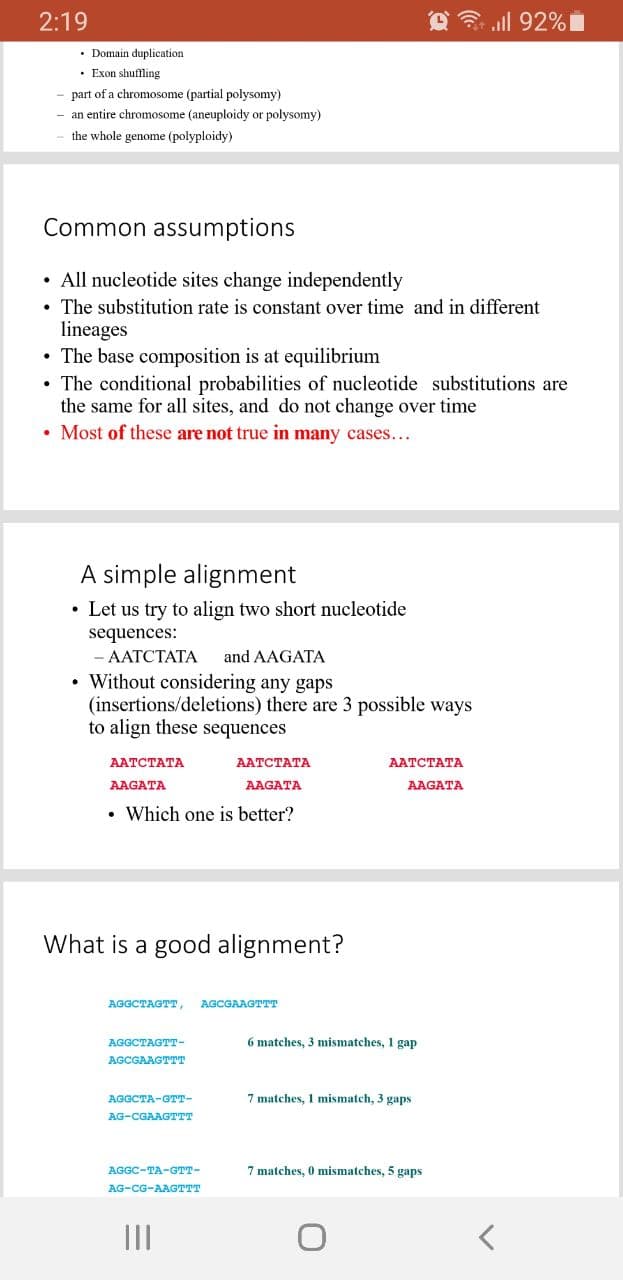 2:19 92%
• Domain duplication
• Exon shuffling
– part of a chromosome (partial polysomy)
– an entire chromosome (aneuploidy or polysomy)
– the whole genome (polyploidy)
Common assumptions
• All nucleotide sites change independently
• The substitution rate is constant over time and in different
lineages
• The base composition is at equilibrium
• The conditional probabilities of nucleotide substitutions are
the same for all sites, and do not change over time
• Most of these are not true in many cases…
A simple alignment
• Let us try to align two short nucleotide
sequences:
– AATCTATA and AAGATA
• Without considering any gaps
(insertions/deletions) there are 3 possible ways
to align these sequences
AATCTATA AATCTATA AATCTATA
AAGATA AAGATA AAGATA
• Which one is better?
What is a good alignment?
AGGCTAGTT, AGCGAAGTTT
AGGCTAGTT- 6 matches, 3 mismatches, 1 gap
AGCGAAGTTT
AGGCTA-GTT- 7 matches, 1 mismatch, 3 gaps
AG-CGAAGTTT
AGGC-TA-GTT- 7 matches, 0 mismatches, 5 gaps
AG-CG-AAGTTT